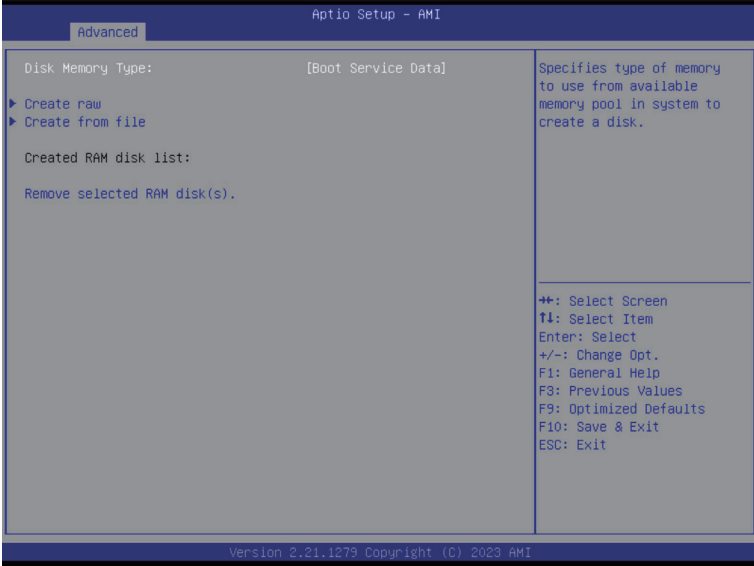 Aptio Setup – AMI
Advanced
Disk Memory Type: [Boot Service Data]
Create raw
Create from file
Created RAM disk list:
Remove selected RAM disk(s).
Specifies type of memory
to use from available
memory pool in system to
create a disk.
→←: Select Screen
↑↓: Select Item
Enter: Select
+/-: Change Opt.
F1: General Help
F3: Previous Values
F9: Optimized Defaults
F10: Save & Exit
ESC: Exit
Version 2.21.1279 Copyright (C) 2023 AMI